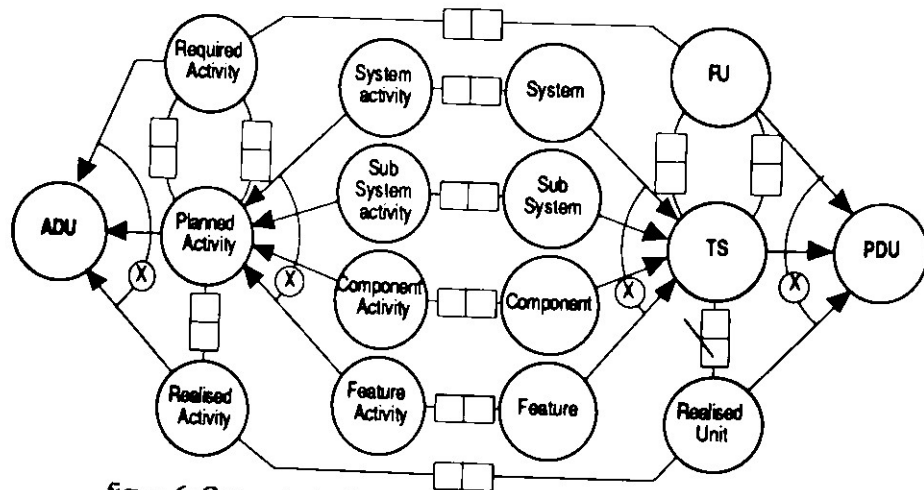 Required
Activity
System
activity
System
FU
Sub
System
activity
Sub
System
ADU
Planned
Activity
TS
PDU
X
X
X
X
Component
Activity
Component
Realised
Activity
Feature
Activity
Feature
Realised
Unit